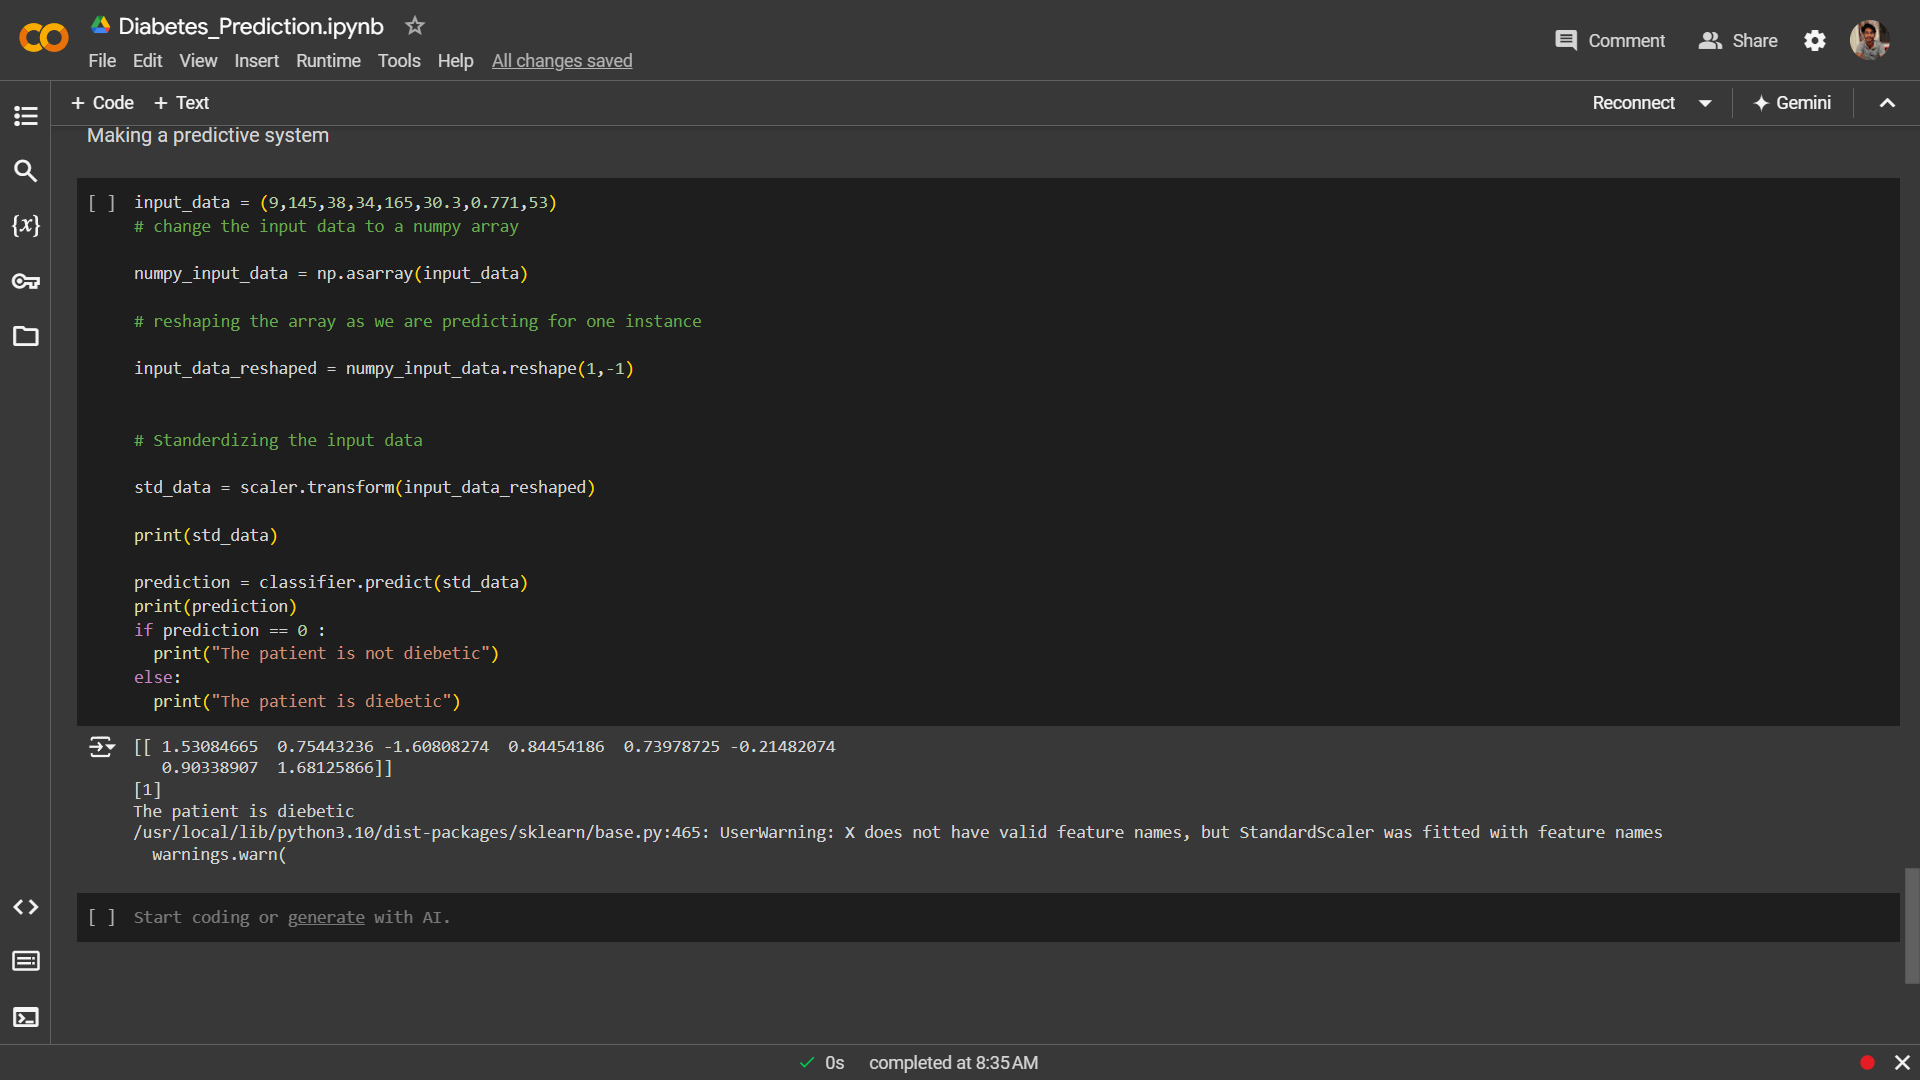 Diabetes_Prediction.ipynb
File Edit View Insert Runtime Tools Help All changes saved
Comment Share
+ Code + Text
Reconnect Gemini
Making a predictive system
[ ] input_data = (9,145,38,34,165,30.3,0.771,53)
# change the input data to a numpy array
numpy_input_data = np.asarray(input_data)
# reshaping the array as we are predicting for one instance
input_data_reshaped = numpy_input_data.reshape(1,-1)
# Standerdizing the input data
std_data = scaler.transform(input_data_reshaped)
print(std_data)
prediction = classifier.predict(std_data)
print(prediction)
if prediction == 0 :
  print("The patient is not diebetic")
else:
  print("The patient is diebetic")
[[ 1.53084665  0.75443236 -1.60808274  0.84454186  0.73978725 -0.21482074
   0.90338907  1.68125866]]
[1]
The patient is diebetic
/usr/local/lib/python3.10/dist-packages/sklearn/base.py:465: UserWarning: X does not have valid feature names, but StandardScaler was fitted with feature names
  warnings.warn(
[ ] Start coding or generate with AI.
0s completed at 8:35 AM